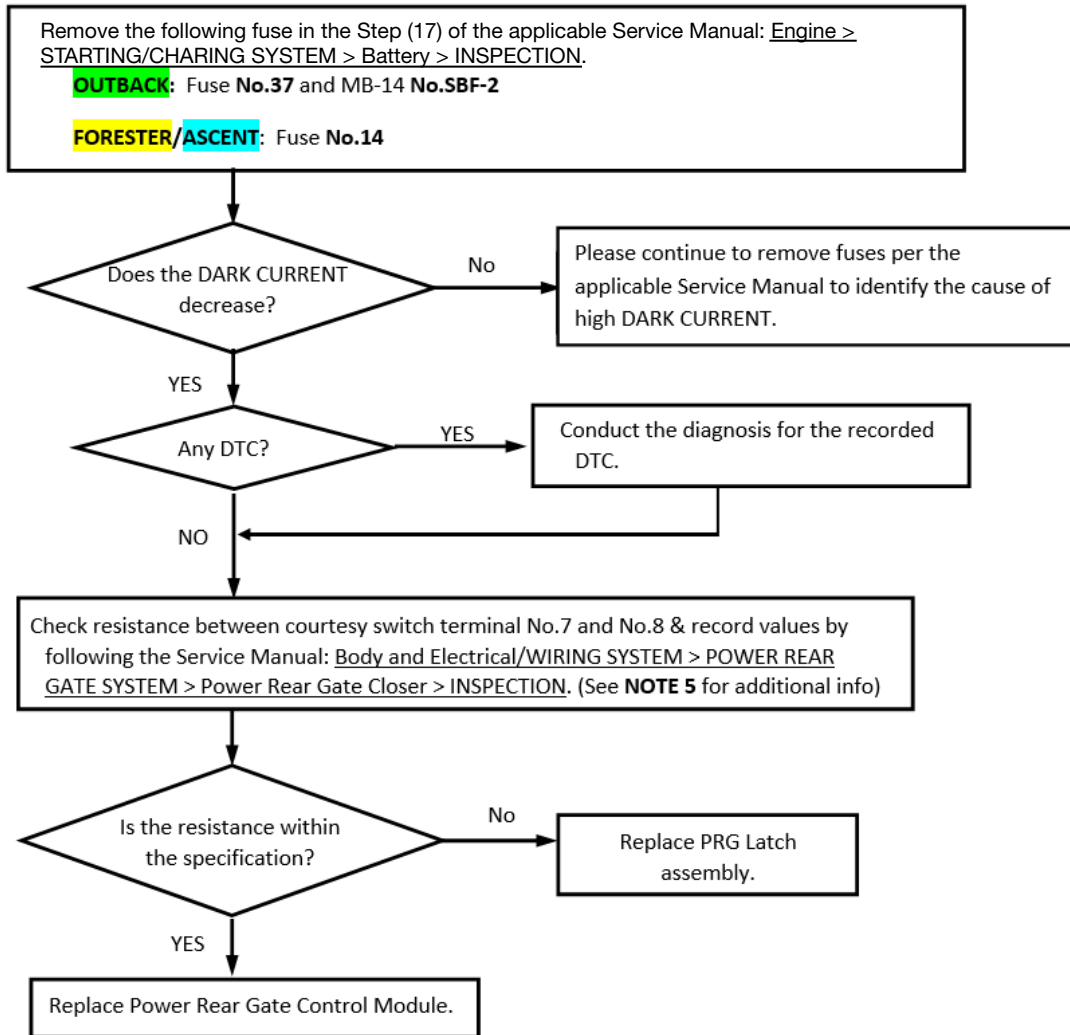 Remove the following fuse in the Step (17) of the applicable Service Manual: Engine >
STARTING/CHARING SYSTEM > Battery > INSPECTION.
OUTBACK: Fuse No.37 and MB-14 No.SBF-2
FORESTER/ASCENT: Fuse No.14
Does the DARK CURRENT
decrease?
No
Please continue to remove fuses per the
applicable Service Manual to identify the cause of
high DARK CURRENT.
YES
Any DTC?
YES
Conduct the diagnosis for the recorded
DTC.
NO
Check resistance between courtesy switch terminal No.7 and No.8 & record values by
following the Service Manual: Body and Electrical/WIRING SYSTEM > POWER REAR
GATE SYSTEM > Power Rear Gate Closer > INSPECTION. (See NOTE 5 for additional info)
Is the resistance within
the specification?
No
Replace PRG Latch
assembly.
YES
Replace Power Rear Gate Control Module.